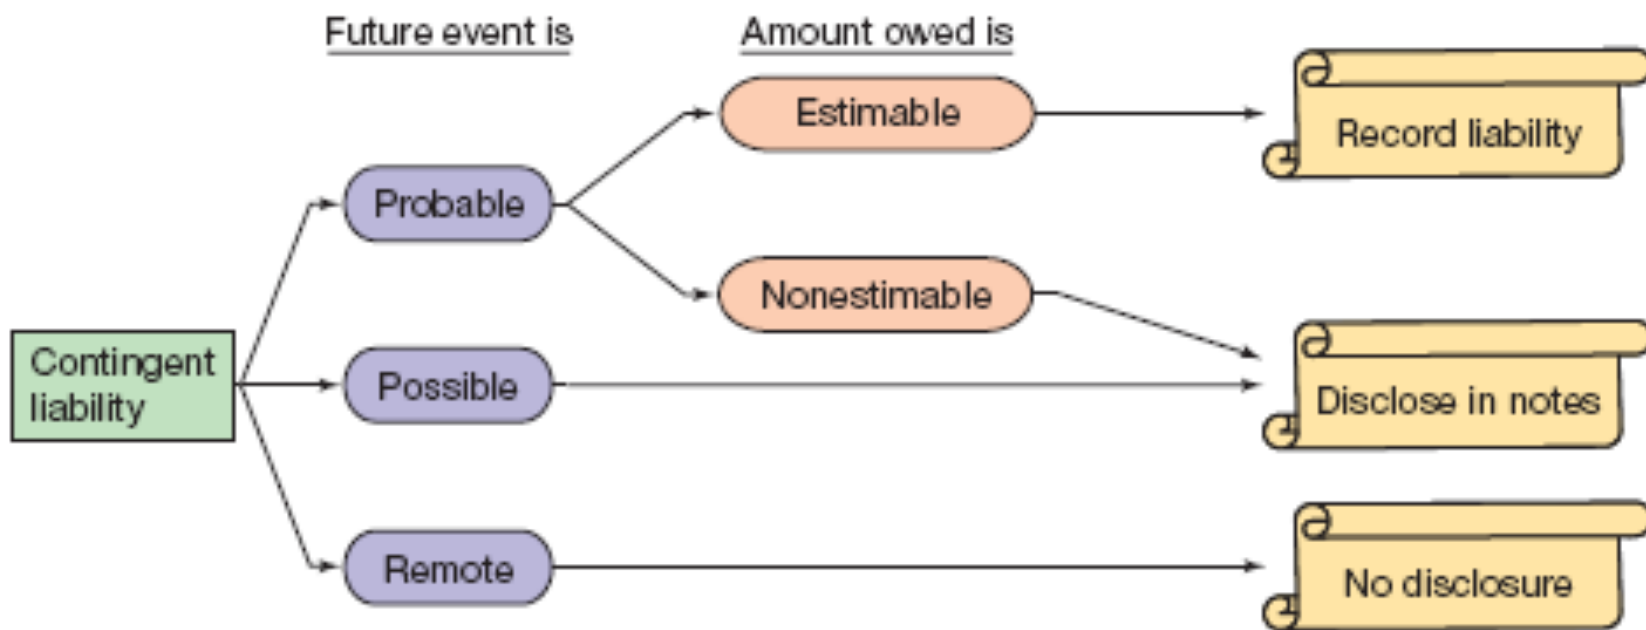 Future event is
Amount owed is
Estimable
Record liability
Probable
Nonestimable
Contingent
liability
Possible
Disclose in notes
Remote
No disclosure